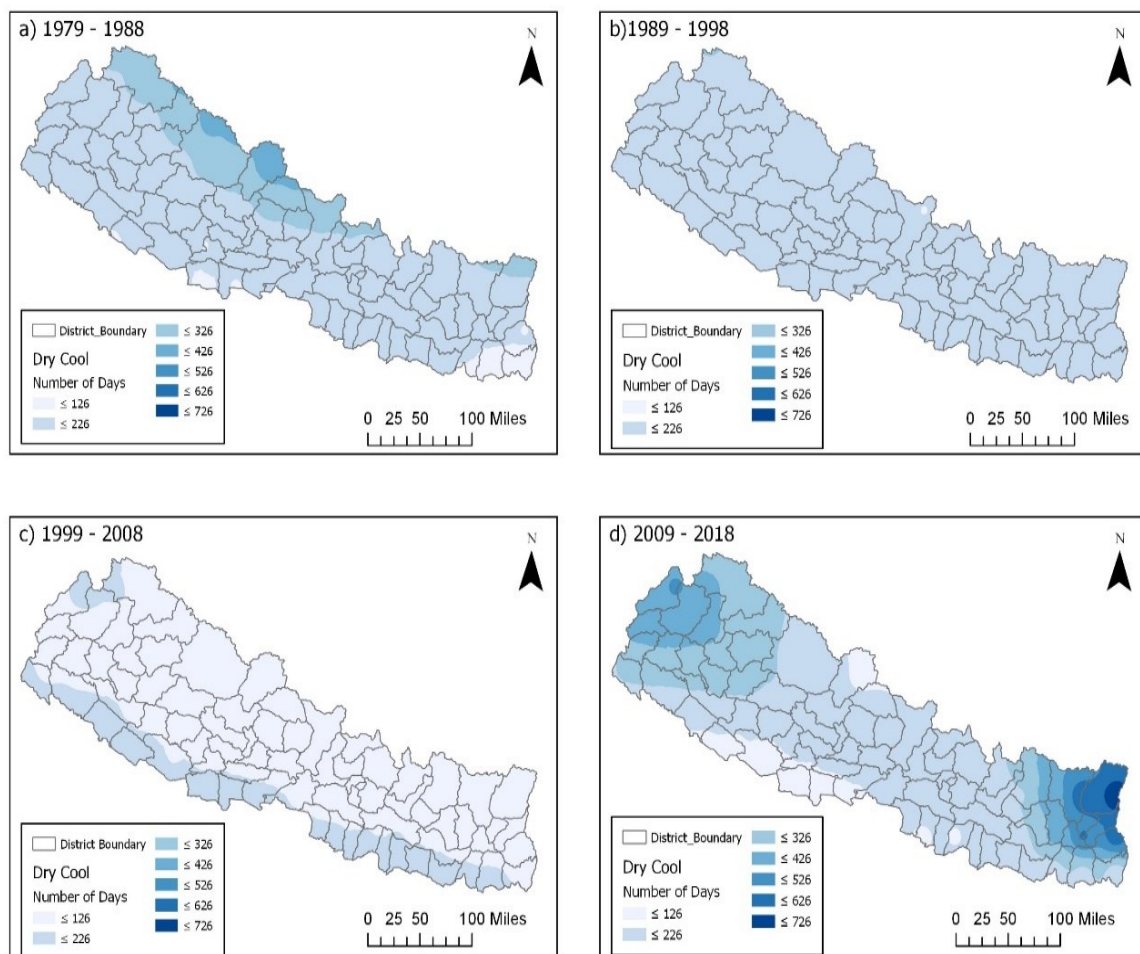 a) 1979 - 1988
N
District_Boundary
Dry Cool
Number of Days
≤ 126
≤ 226
≤ 326
≤ 426
≤ 526
≤ 626
≤ 726
0 25 50 100 Miles
b)1989 - 1998
N
District_Boundary
Dry Cool
Number of Days
≤ 126
≤ 226
≤ 326
≤ 426
≤ 526
≤ 626
≤ 726
0 25 50 100 Miles
c) 1999 - 2008
N
District Boundary
Dry Cool
Number of Days
≤ 126
≤ 226
≤ 326
≤ 426
≤ 526
≤ 626
≤ 726
0 25 50 100 Miles
d) 2009 - 2018
N
District_Boundary
Dry Cool
Number of Days
≤ 126
≤ 226
≤ 326
≤ 426
≤ 526
≤ 626
≤ 726
0 25 50 100 Miles